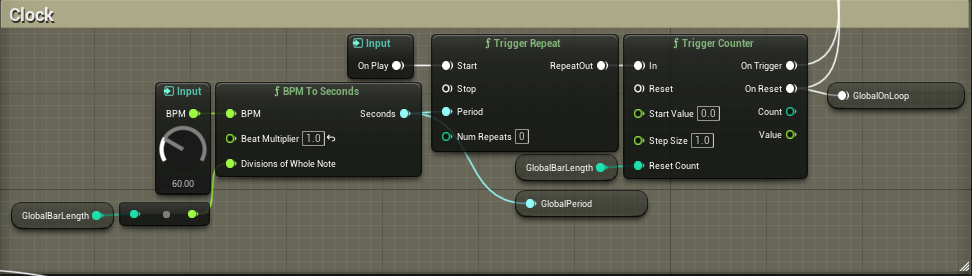 Clock
Input
On Play
Trigger Repeat
Start
RepeatOut
Stop
Period
Num Repeats 0
Trigger Counter
In
On Trigger
Reset
On Reset
Start Value 0.0
Count
Step Size 1.0
Value
Reset Count
GlobalOnLoop
Input
BPM
60.00
BPM To Seconds
BPM
Seconds
Beat Multiplier 1.0
Divisions of Whole Note
GlobalBarLength
GlobalPeriod
GlobalBarLength